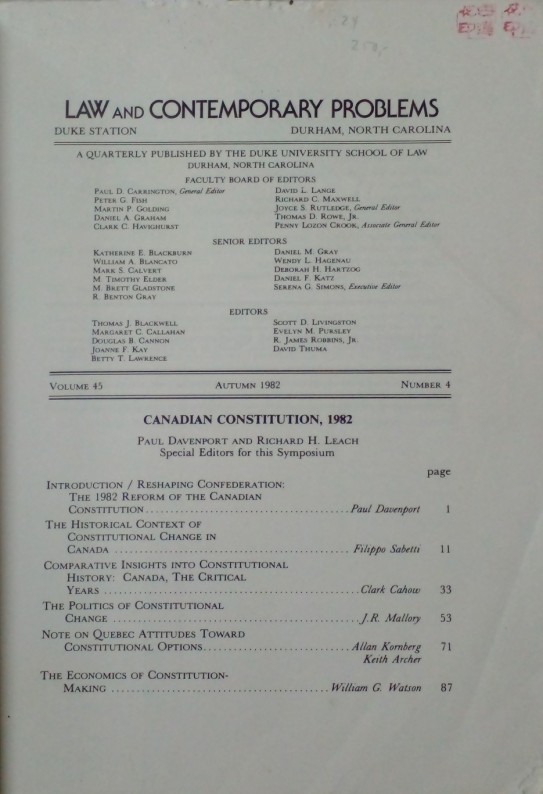 LAW AND CONTEMPORARY PROBLEMS
DUKE STATION DURHAM, NORTH CAROLINA
A QUARTERLY PUBLISHED BY THE DUKE UNIVERSITY SCHOOL OF LAW
DURHAM, NORTH CAROLINA
FACULTY BOARD OF EDITORS
PAUL D. CARRINGTON, General Editor DAVID L. LANGE
PETER G. FISH RICHARD C. MAXWELL
MARTIN P. GOLDING JOYCE S. RUTLEDGE, General Editor
DANIEL A. GRAHAM THOMAS D. ROWE, JR.
CLARK C. HAVIGHURST PENNY LOZON CROOK, Associate General Editor
SENIOR EDITORS
KATHERINE E. BLACKBURN DANIEL M. GRAY
WILLIAM A. BLANCATO WENDY L. HAGENAU
MARK S. CALVERT DEBORAH H. HARTZOG
M. TIMOTHY ELDER DANIEL F. KATZ
M. BRETT GLADSTONE SERENA G. SIMONS, Executive Editor
R. BENTON GRAY
EDITORS
THOMAS J. BLACKWELL SCOTT D. LIVINGSTON
MARGARET C. CALLAHAN EVELYN M. PURSLEY
DOUGLAS B. CANNON R. JAMES ROBBINS, JR.
JOANNE F. KAY DAVID THUMA
BETTY T. LAWRENCE
VOLUME 45 AUTUMN 1982 NUMBER 4
CANADIAN CONSTITUTION, 1982
PAUL DAVENPORT AND RICHARD H. LEACH
Special Editors for this Symposium
page
INTRODUCTION / RESHAPING CONFEDERATION:
THE 1982 REFORM OF THE CANADIAN
CONSTITUTION Paul Davenport 1
THE HISTORICAL CONTEXT OF
CONSTITUTIONAL CHANGE IN
CANADA Filippo Sabetti 11
COMPARATIVE INSIGHTS INTO CONSTITUTIONAL
HISTORY: CANADA, THE CRITICAL
YEARS Clark Cahow 33
THE POLITICS OF CONSTITUTIONAL
CHANGE J.R. Mallory 53
NOTE ON QUEBEC ATTITUDES TOWARD
CONSTITUTIONAL OPTIONS Allan Kornberg 71
Keith Archer
THE ECONOMICS OF CONSTITUTION-
MAKING William G. Watson 87